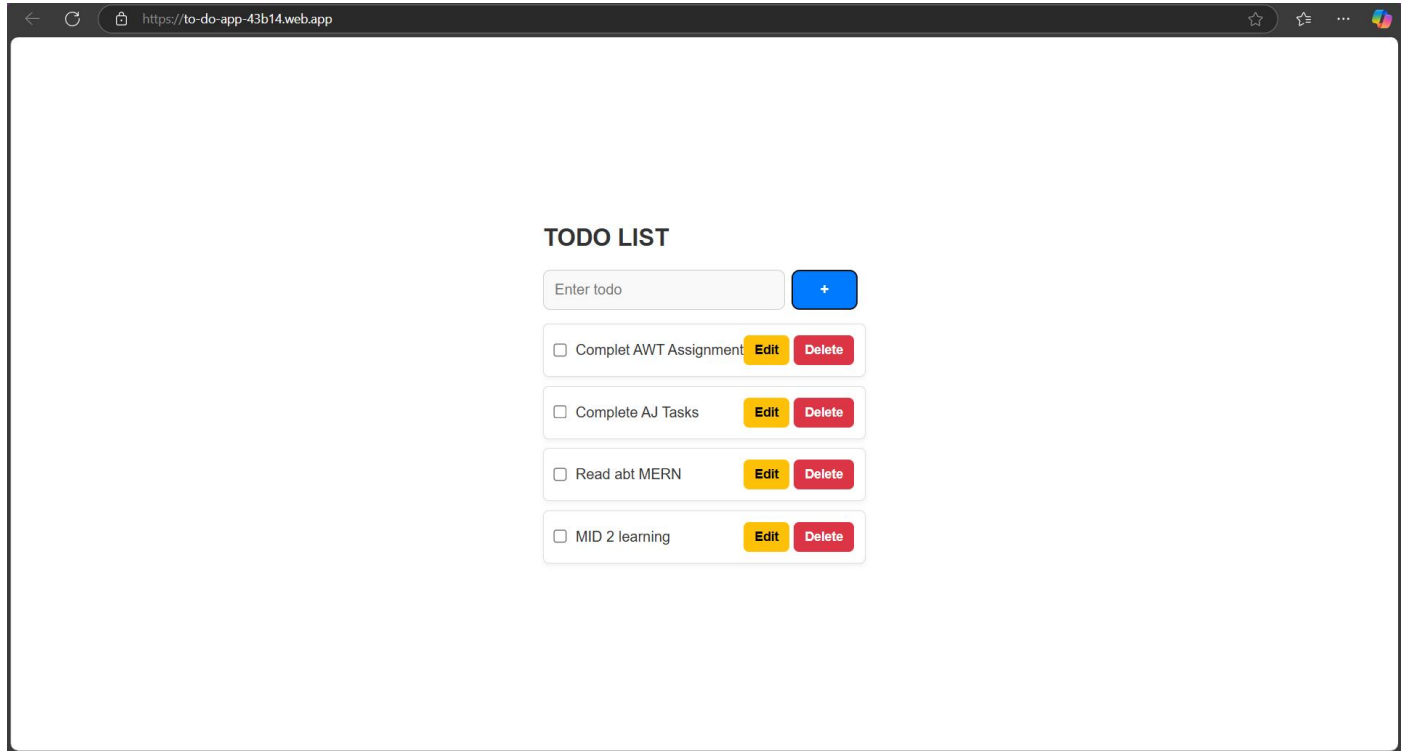 https://to-do-app-43b14.web.app
TODO LIST
Enter todo +
Complet AWT Assignment Edit Delete
Complete AJ Tasks Edit Delete
Read abt MERN Edit Delete
MID 2 learning Edit Delete